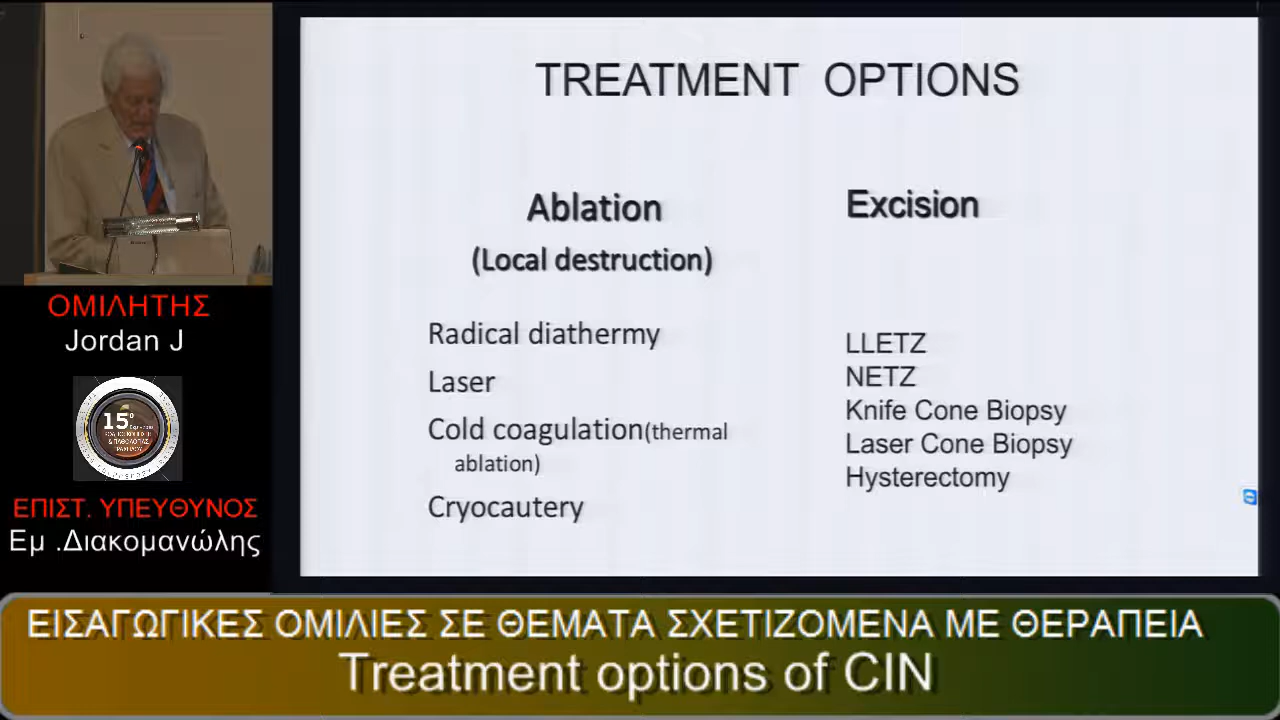 TREATMENT OPTIONS
Ablation
(Local destruction)
Radical diathermy
Laser
Cold coagulation(thermal
ablation)
Cryocautery
Excision
LLETZ
NETZ
Knife Cone Biopsy
Laser Cone Biopsy
Hysterectomy
ΟΜΙΛΗΤΗΣ
Jordan J
15ο
ΕΠΙΣΤ. ΥΠΕΥΘΥΝΟΣ
Εμ .Διακομανώλης
ΕΙΣΑΓΩΓΙΚΕΣ ΟΜΙΛΙΕΣ ΣΕ ΘΕΜΑΤΑ ΣΧΕΤΙΖΟΜΕΝΑ ΜΕ ΘΕΡΑΠΕΙΑ
Treatment options of CIN